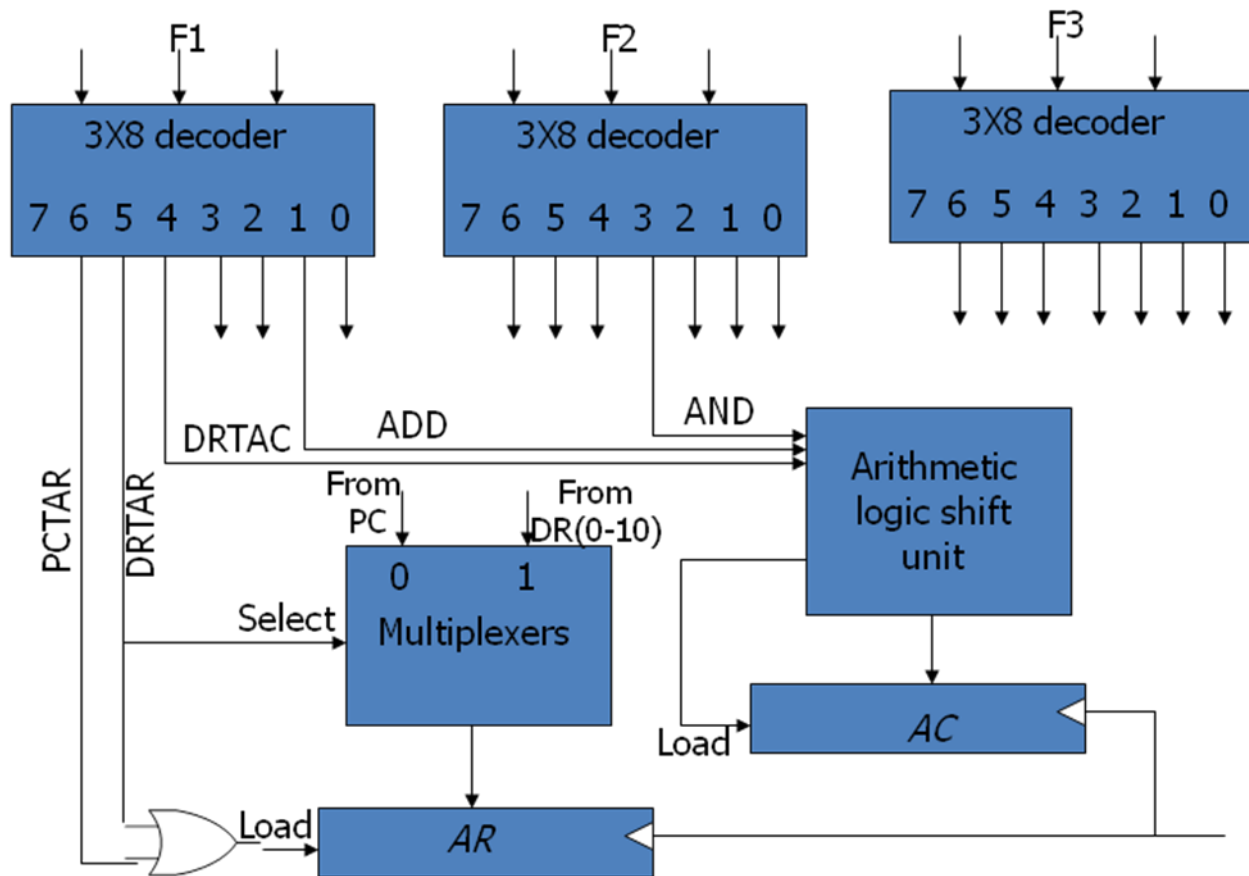 F1
F2
F3
3X8 decoder
3X8 decoder
3X8 decoder
7 6 5 4 3 2 1 0
7 6 5 4 3 2 1 0
7 6 5 4 3 2 1 0
PCTAR
DRTAR
DRTAC
ADD
AND
Arithmetic
logic shift
unit
From
PC
From
DR(0-10)
0 1
Select
Multiplexers
Load
AC
Load
AR